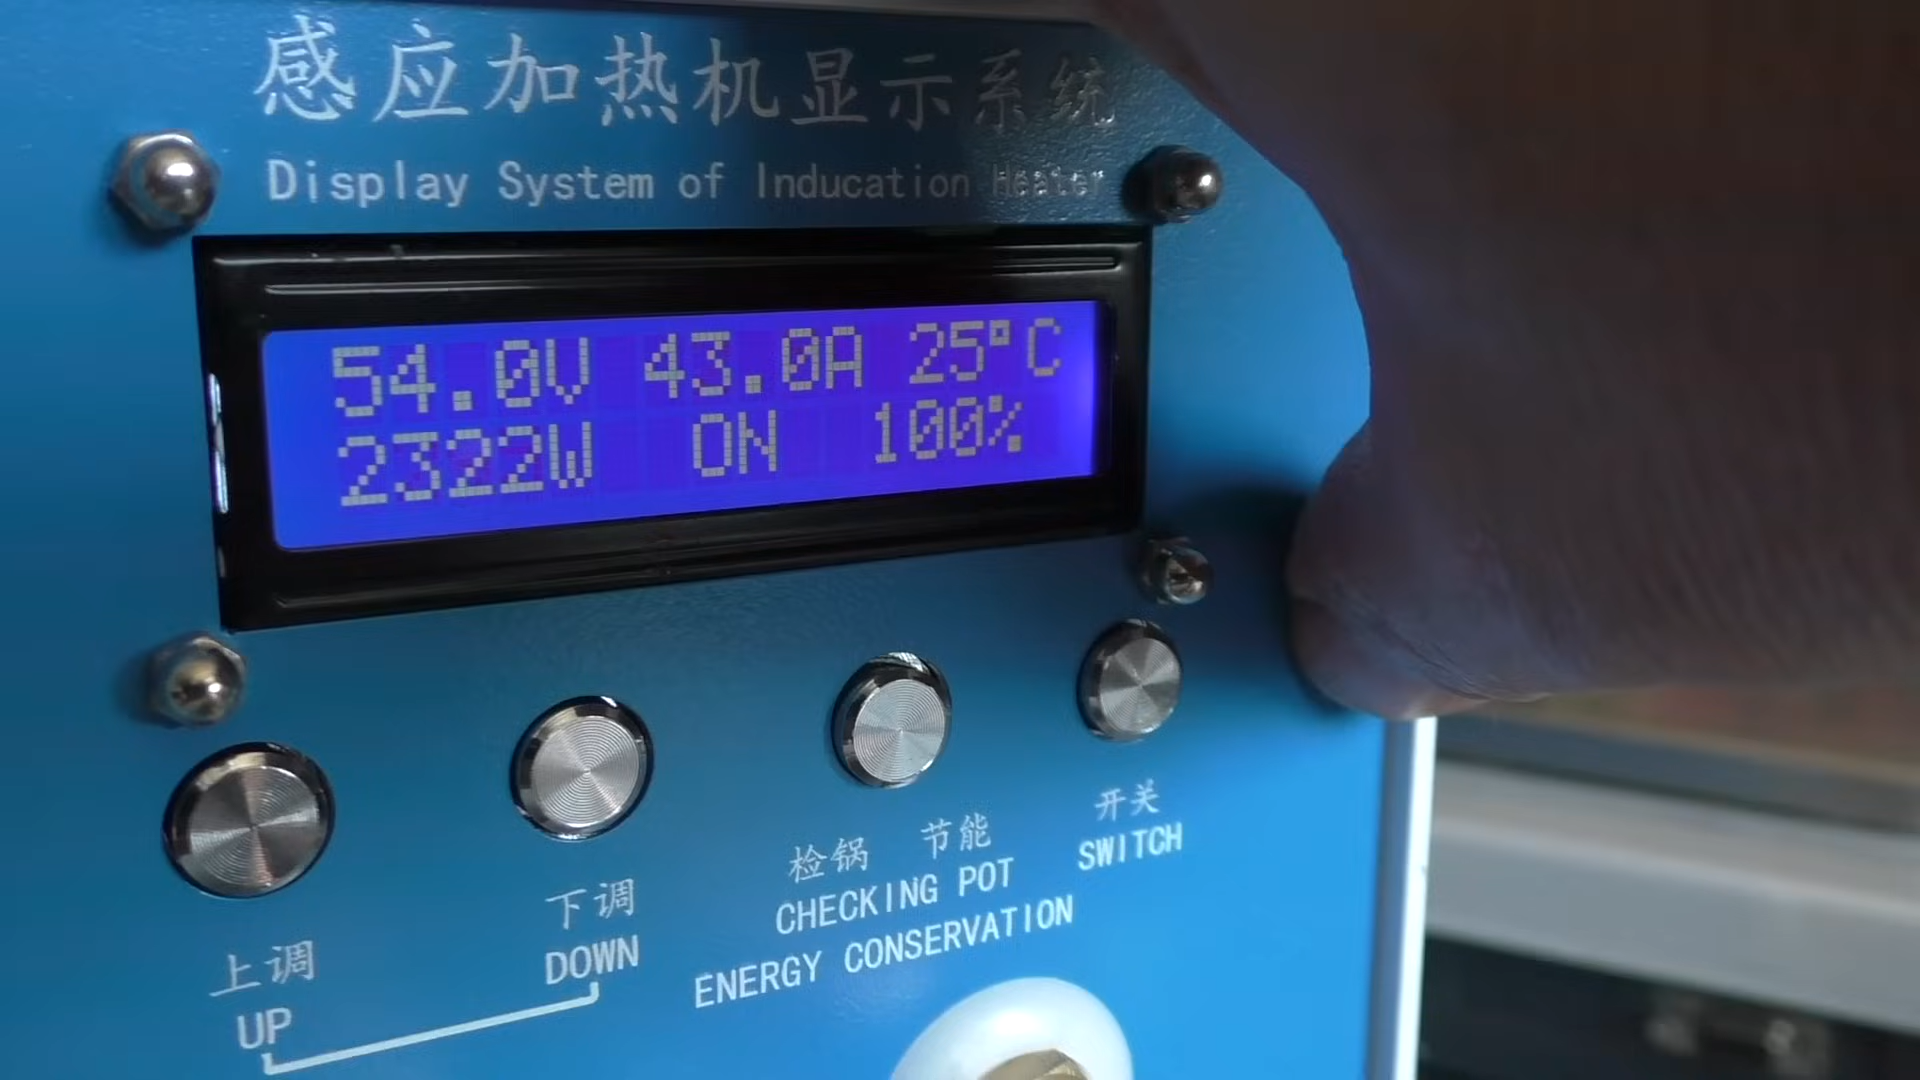 感应加热机显示系统
Display System of Inducation Heater
54.0V 43.0A 25°C
2322W ON 100%
上调
UP
下调
DOWN
检锅 节能
CHECKING POT
ENERGY CONSERVATION
开关
SWITCH